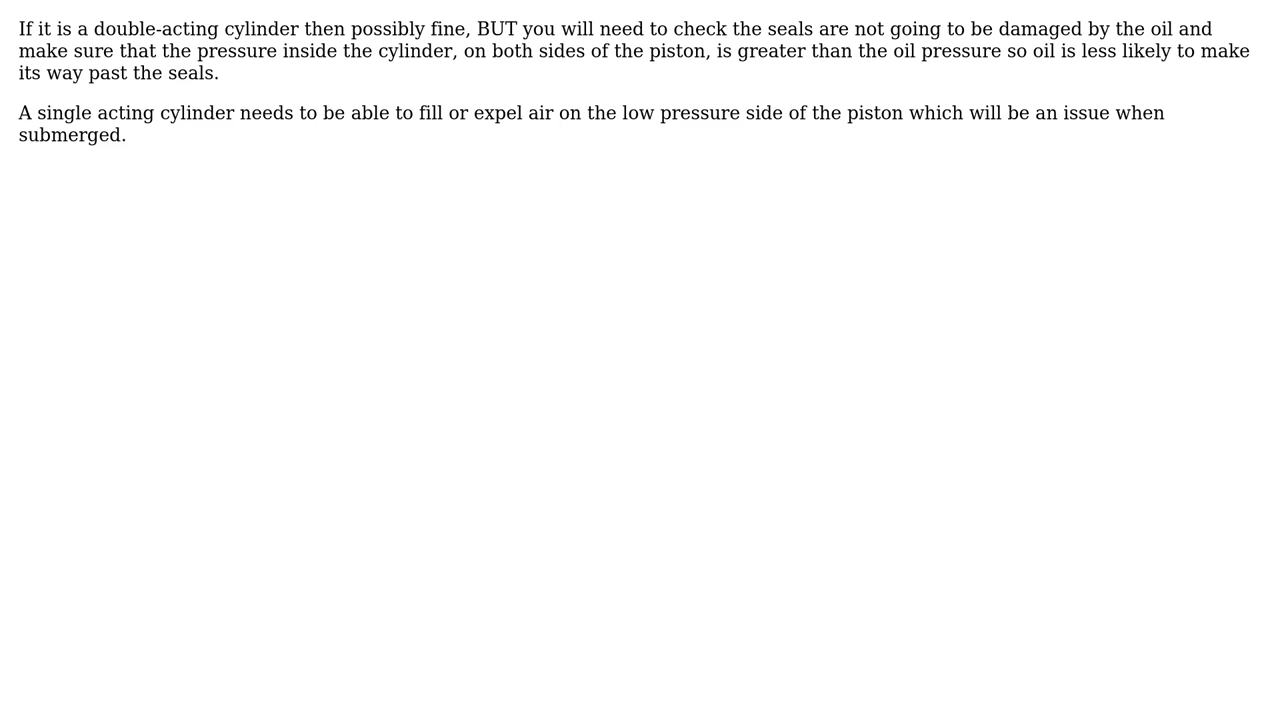 If it is a double-acting cylinder then possibly fine, BUT you will need to check the seals are not going to be damaged by the oil and
make sure that the pressure inside the cylinder, on both sides of the piston, is greater than the oil pressure so oil is less likely to make
its way past the seals.
A single acting cylinder needs to be able to fill or expel air on the low pressure side of the piston which will be an issue when
submerged.